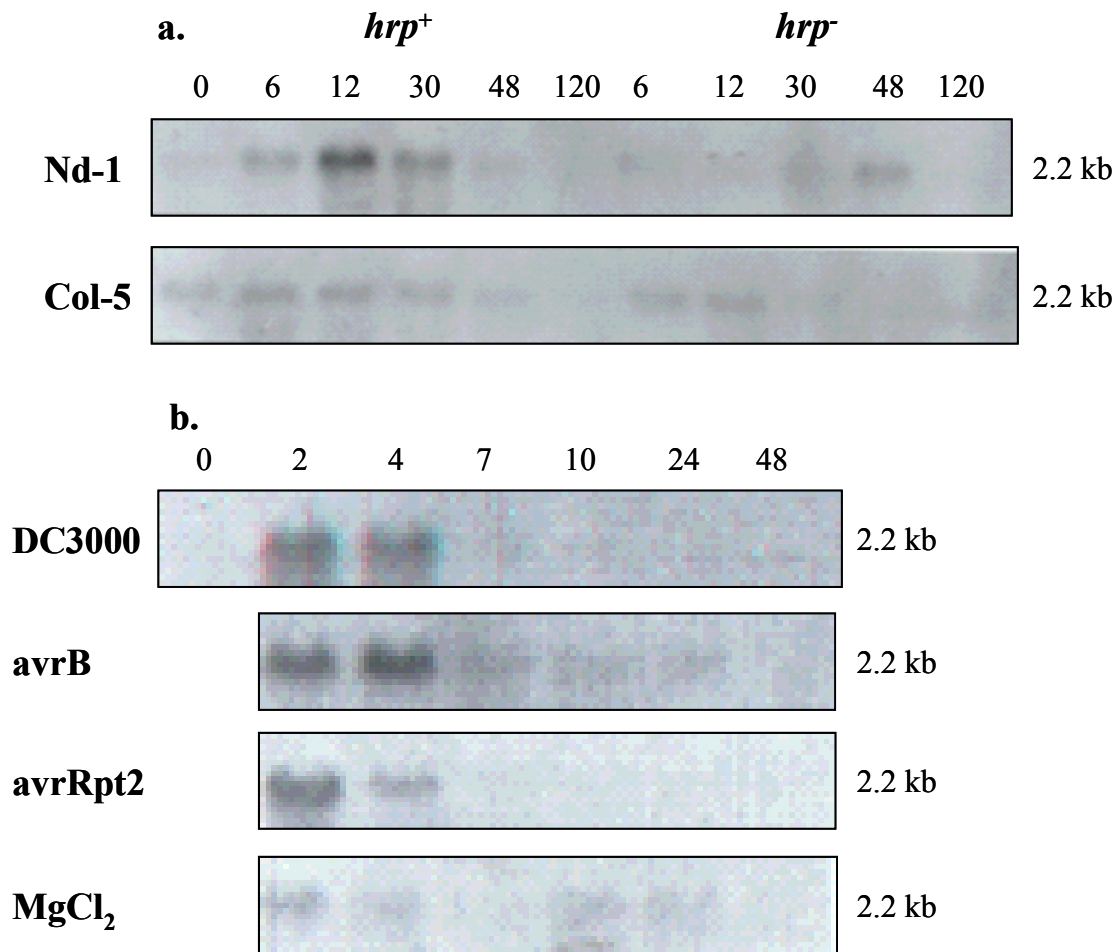 a. hrp+ hrp-
0 6 12 30 48 120 6 12 30 48 120
Nd-1 2.2 kb
Col-5 2.2 kb
b.
0 2 4 7 10 24 48
DC3000 2.2 kb
avrB 2.2 kb
avrRpt2 2.2 kb
MgCl2 2.2 kb